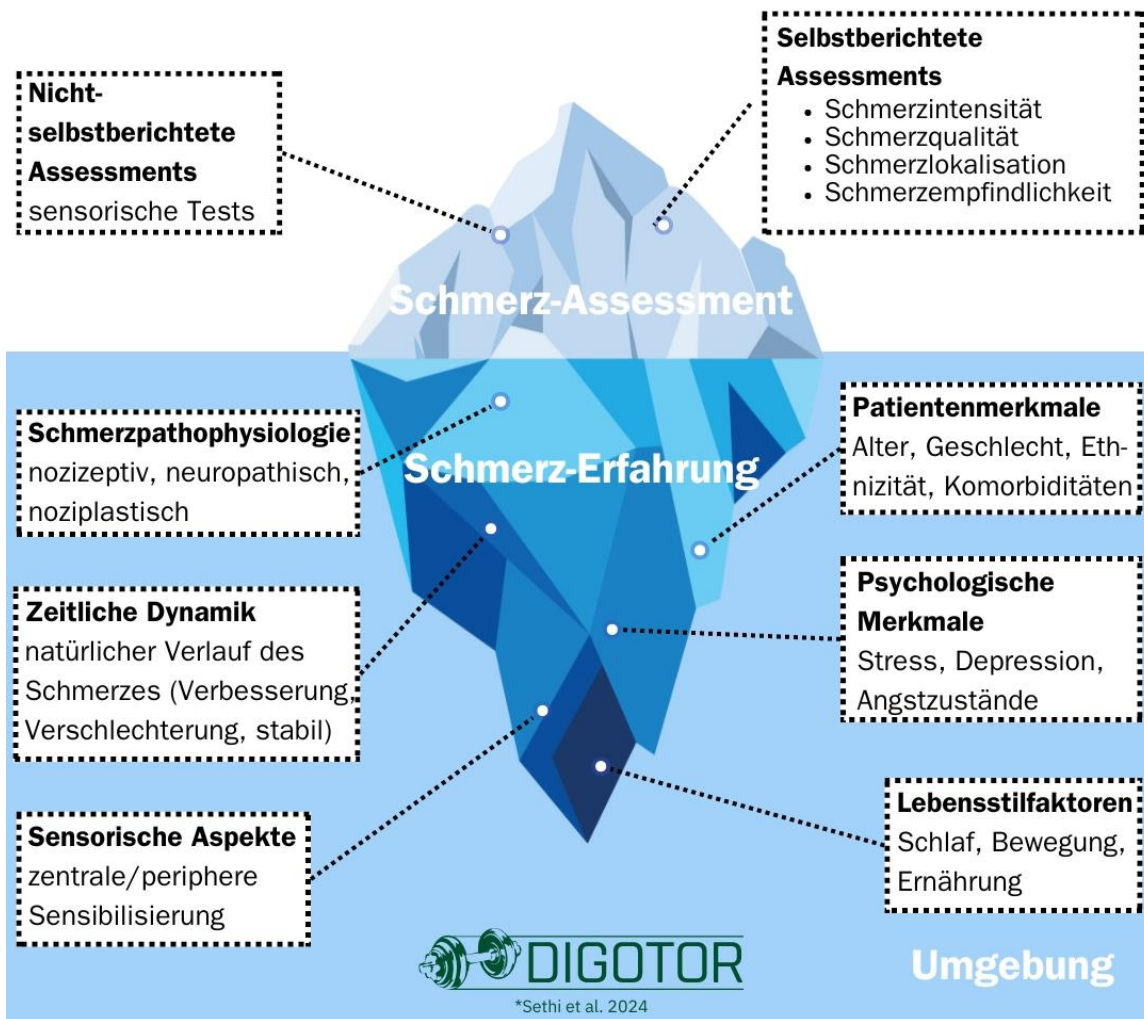 Nicht-
selbstberichtete
Assessments
sensorische Tests
Selbstberichtete
Assessments
• Schmerzintensität
• Schmerzqualität
• Schmerzlokalisation
• Schmerzempfindlichkeit
Schmerz-Assessment
Schmerz-Erfahrung
Schmerzpathophysiologie
nozizeptiv, neuropathisch,
noziplastisch
Zeitliche Dynamik
natürlicher Verlauf des
Schmerzes (Verbesserung,
Verschlechterung, stabil)
Sensorische Aspekte
zentrale/periphere
Sensibilisierung
Patientenmerkmale
Alter, Geschlecht, Eth-
nizität, Komorbiditäten
Psychologische
Merkmale
Stress, Depression,
Angstzustände
Lebensstilfaktoren
Schlaf, Bewegung,
Ernährung
Umgebung
DIGOTOR
*Sethi et al. 2024